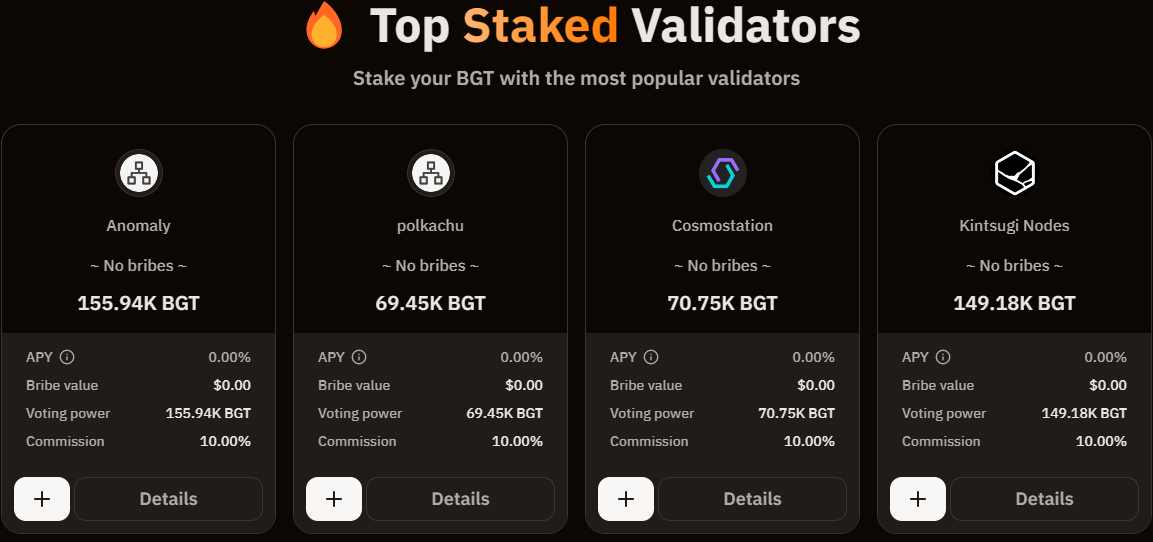 Top Staked Validators
Stake your BGT with the most popular validators
Anomaly
~ No bribes ~
155.94K BGT
APY 0.00%
Bribe value $0.00
Voting power 155.94K BGT
Commission 10.00%
+ Details
polkachu
~ No bribes ~
69.45K BGT
APY 0.00%
Bribe value $0.00
Voting power 69.45K BGT
Commission 10.00%
+ Details
Cosmostation
~ No bribes ~
70.75K BGT
APY 0.00%
Bribe value $0.00
Voting power 70.75K BGT
Commission 10.00%
+ Details
Kintsugi Nodes
~ No bribes ~
149.18K BGT
APY 0.00%
Bribe value $0.00
Voting power 149.18K BGT
Commission 10.00%
+ Details